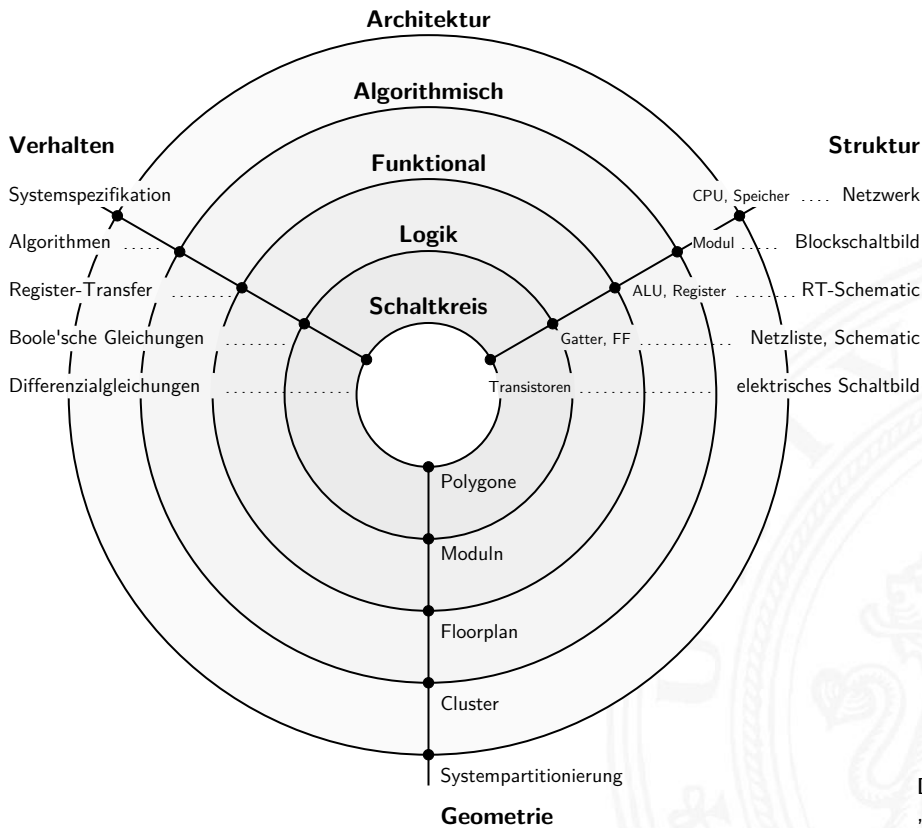 Architektur
Algorithmisch
Verhalten
Struktur
Funktional
Systemspezifikation
CPU, Speicher ..... Netzwerk
Logik
Algorithmen
Modul ..... Blockschaltbild
Register-Transfer
ALU, Register ..... RT-Schematic
Schaltkreis
Boole'sche Gleichungen
Gatter, FF ..... Netzliste, Schematic
Differenzialgleichungen
Transistoren ..... elektrisches Schaltbild
Polygone
Moduln
Floorplan
Cluster
Systempartitionierung
Geometrie